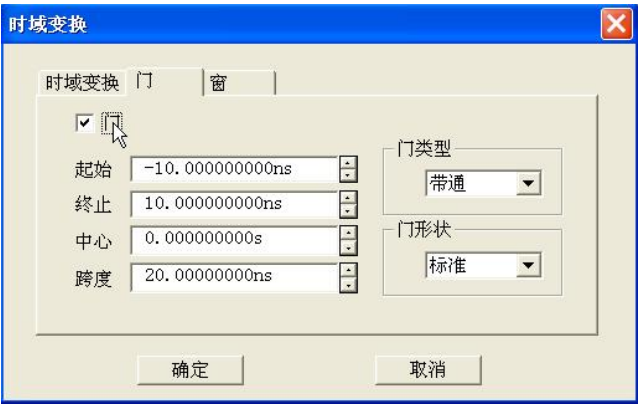 时域变换
时域变换 门 窗
门
起始 -10.000000000ns
终止 10.000000000ns
中心 0.000000000s
跨度 20.00000000ns
门类型
带通
门形状
标准
确定 取消